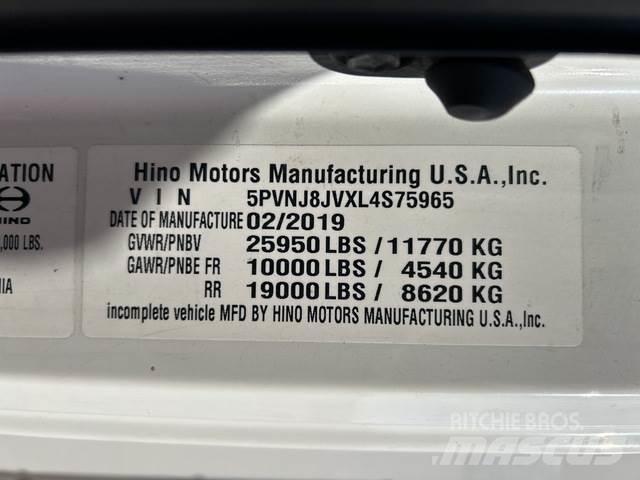 ATION
HINO
,000 LBS.
IIA
Hino Motors Manufacturing U.S.A.,Inc.
V I N 5PVNJ8JVXL4S75965
DATE OF MANUFACTURE 02/2019
GVWR/PNBV 25950 LBS / 11770 KG
GAWR/PNBE FR 10000 LBS / 4540 KG
RR 19000 LBS / 8620 KG
incomplete vehicle MFD BY HINO MOTORS MANUFACTURING U.S.A.,Inc.
RITCHIE BROS.
MASCUS